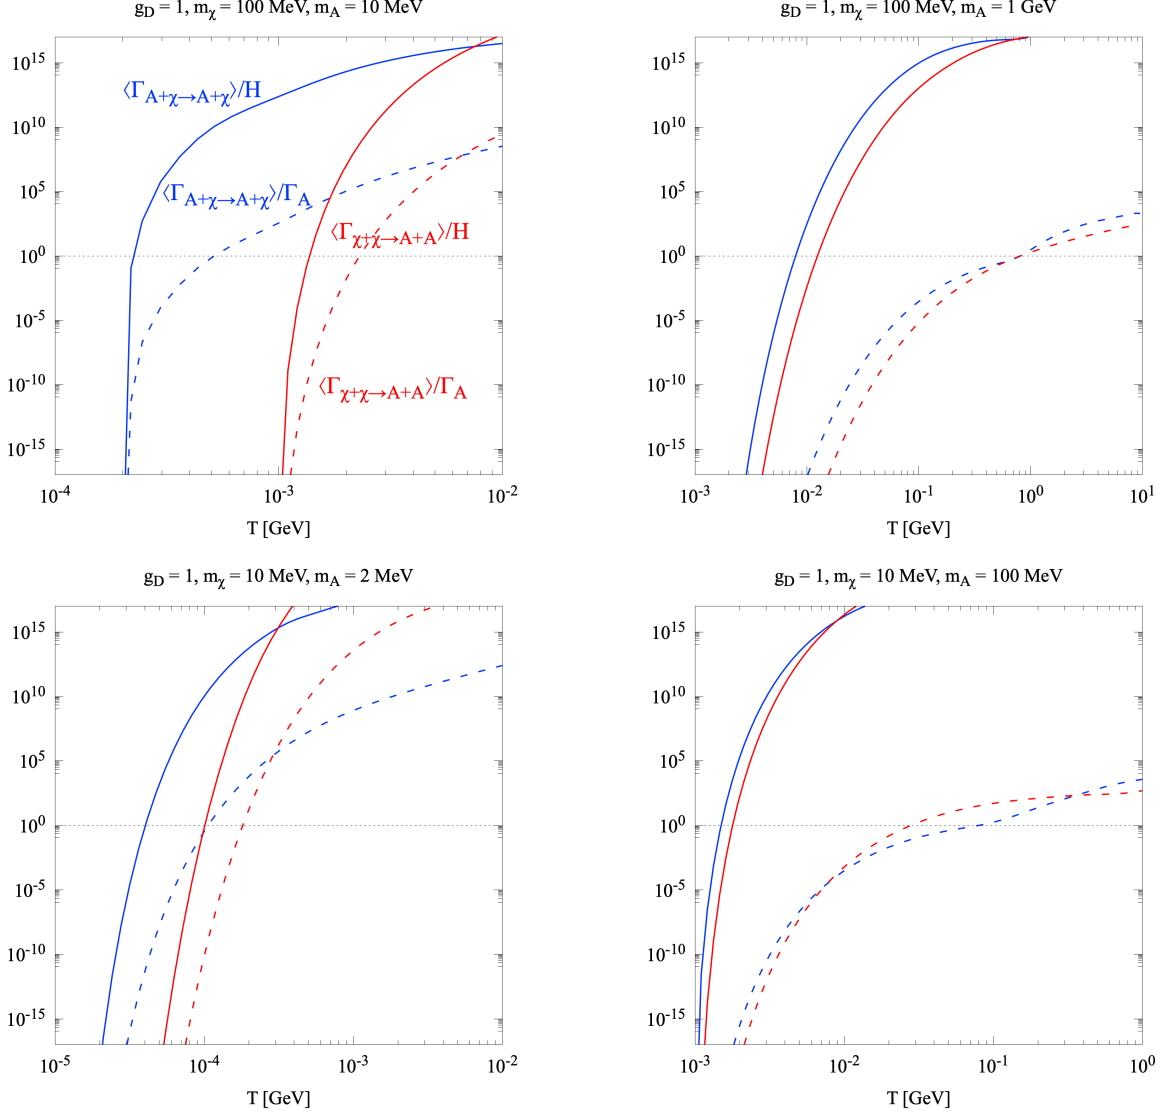 g_D = 1, m_χ = 100 MeV, m_A = 10 MeV
10^15
10^10
10^5
10^0
10^-5
10^-10
10^-15
⟨Γ_A+χ→A+χ⟩/H
⟨Γ_A+χ→A+χ⟩/Γ_A
⟨Γ_χ+χ→A+A⟩/H
⟨Γ_χ+χ→A+A⟩/Γ_A
10^-4 10^-3 10^-2
T [GeV]
g_D = 1, m_χ = 100 MeV, m_A = 1 GeV
10^15
10^10
10^5
10^0
10^-5
10^-10
10^-15
10^-3 10^-2 10^-1 10^0 10^1
T [GeV]
g_D = 1, m_χ = 10 MeV, m_A = 2 MeV
10^15
10^10
10^5
10^0
10^-5
10^-10
10^-15
10^-5 10^-4 10^-3 10^-2
T [GeV]
g_D = 1, m_χ = 10 MeV, m_A = 100 MeV
10^15
10^10
10^5
10^0
10^-5
10^-10
10^-15
10^-3 10^-2 10^-1 10^0
T [GeV]